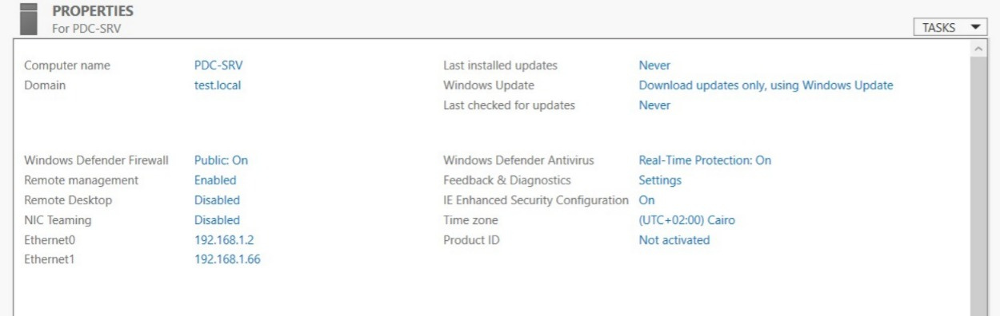 PROPERTIES
For PDC-SRV
TASKS
Computer name PDC-SRV Last installed updates Never
Domain test.local Windows Update Download updates only, using Windows Update
Last checked for updates Never
Windows Defender Firewall Public: On Windows Defender Antivirus Real-Time Protection: On
Remote management Enabled Feedback & Diagnostics Settings
Remote Desktop Disabled IE Enhanced Security Configuration On
NIC Teaming Disabled Time zone (UTC+02:00) Cairo
Ethernet0 192.168.1.2 Product ID Not activated
Ethernet1 192.168.1.66